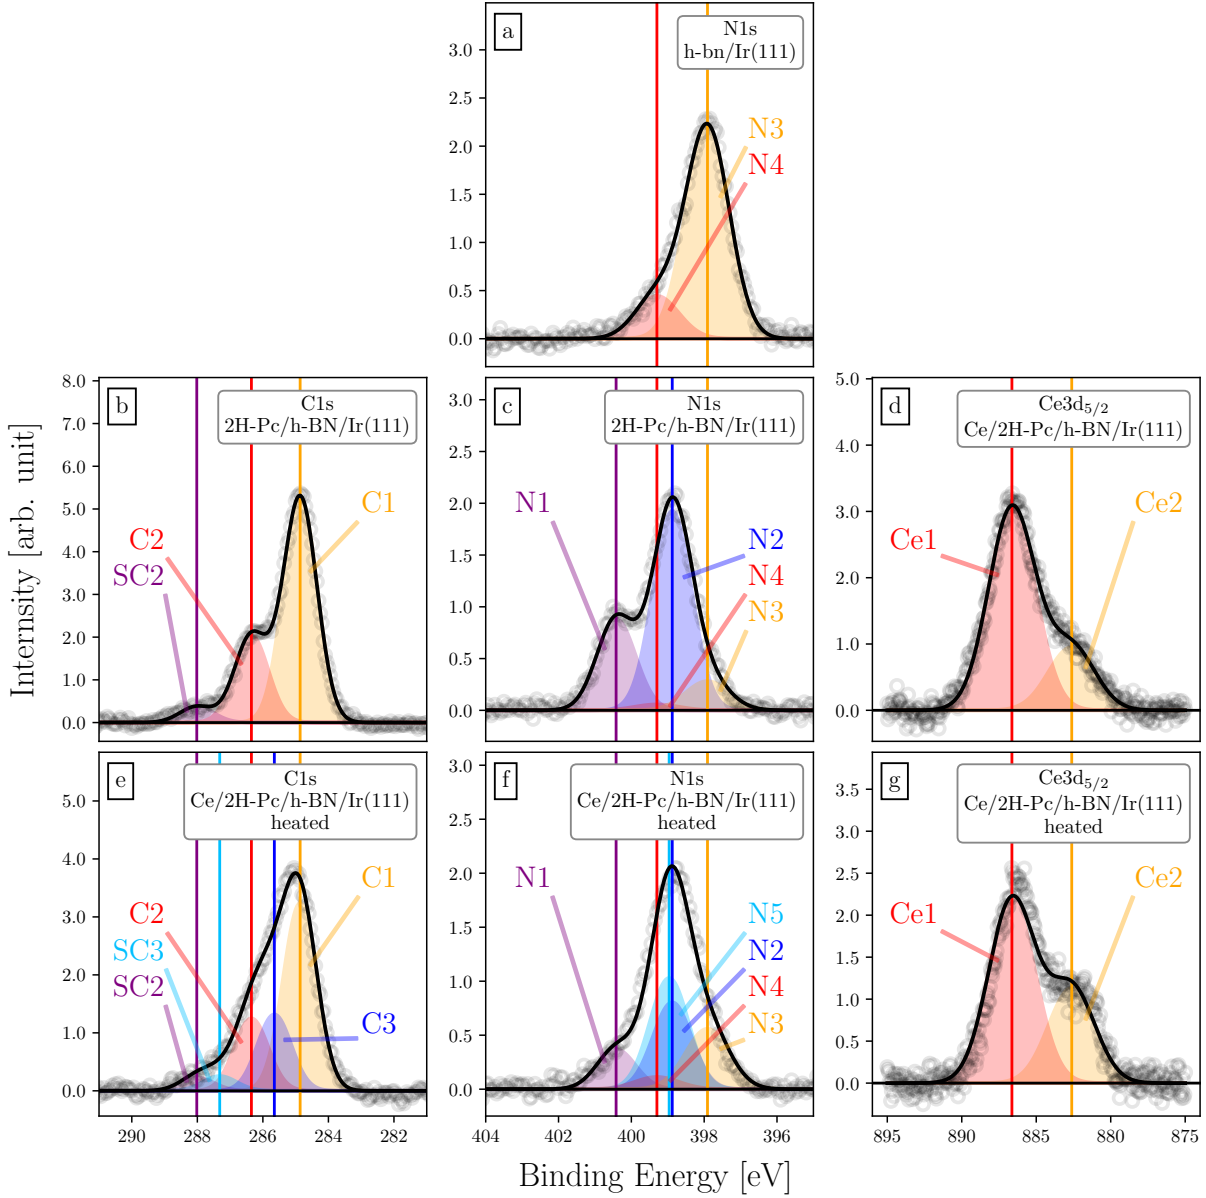 a
N1s
h-bn/Ir(111)
3.0
2.5
2.0
1.5
1.0
0.5
0.0
N3
N4
Internsity [arb. unit]
b
C1s
2H-Pc/h-BN/Ir(111)
8.0
7.0
6.0
5.0
4.0
3.0
2.0
1.0
0.0
C1
C2
SC2
c
N1s
2H-Pc/h-BN/Ir(111)
3.0
2.5
2.0
1.5
1.0
0.5
0.0
N1
N2
N4
N3
d
Ce3d5/2
Ce/2H-Pc/h-BN/Ir(111)
5.0
4.0
3.0
2.0
1.0
0.0
Ce1
Ce2
e
C1s
Ce/2H-Pc/h-BN/Ir(111)
heated
5.0
4.0
3.0
2.0
1.0
0.0
C1
C2
SC3
SC2
C3
290 288 286 284 282
f
N1s
Ce/2H-Pc/h-BN/Ir(111)
heated
3.0
2.5
2.0
1.5
1.0
0.5
0.0
N1
N5
N2
N4
N3
404 402 400 398 396
g
Ce3d5/2
Ce/2H-Pc/h-BN/Ir(111)
heated
3.5
3.0
2.5
2.0
1.5
1.0
0.5
0.0
Ce1
Ce2
895 890 885 880 875
Binding Energy [eV]